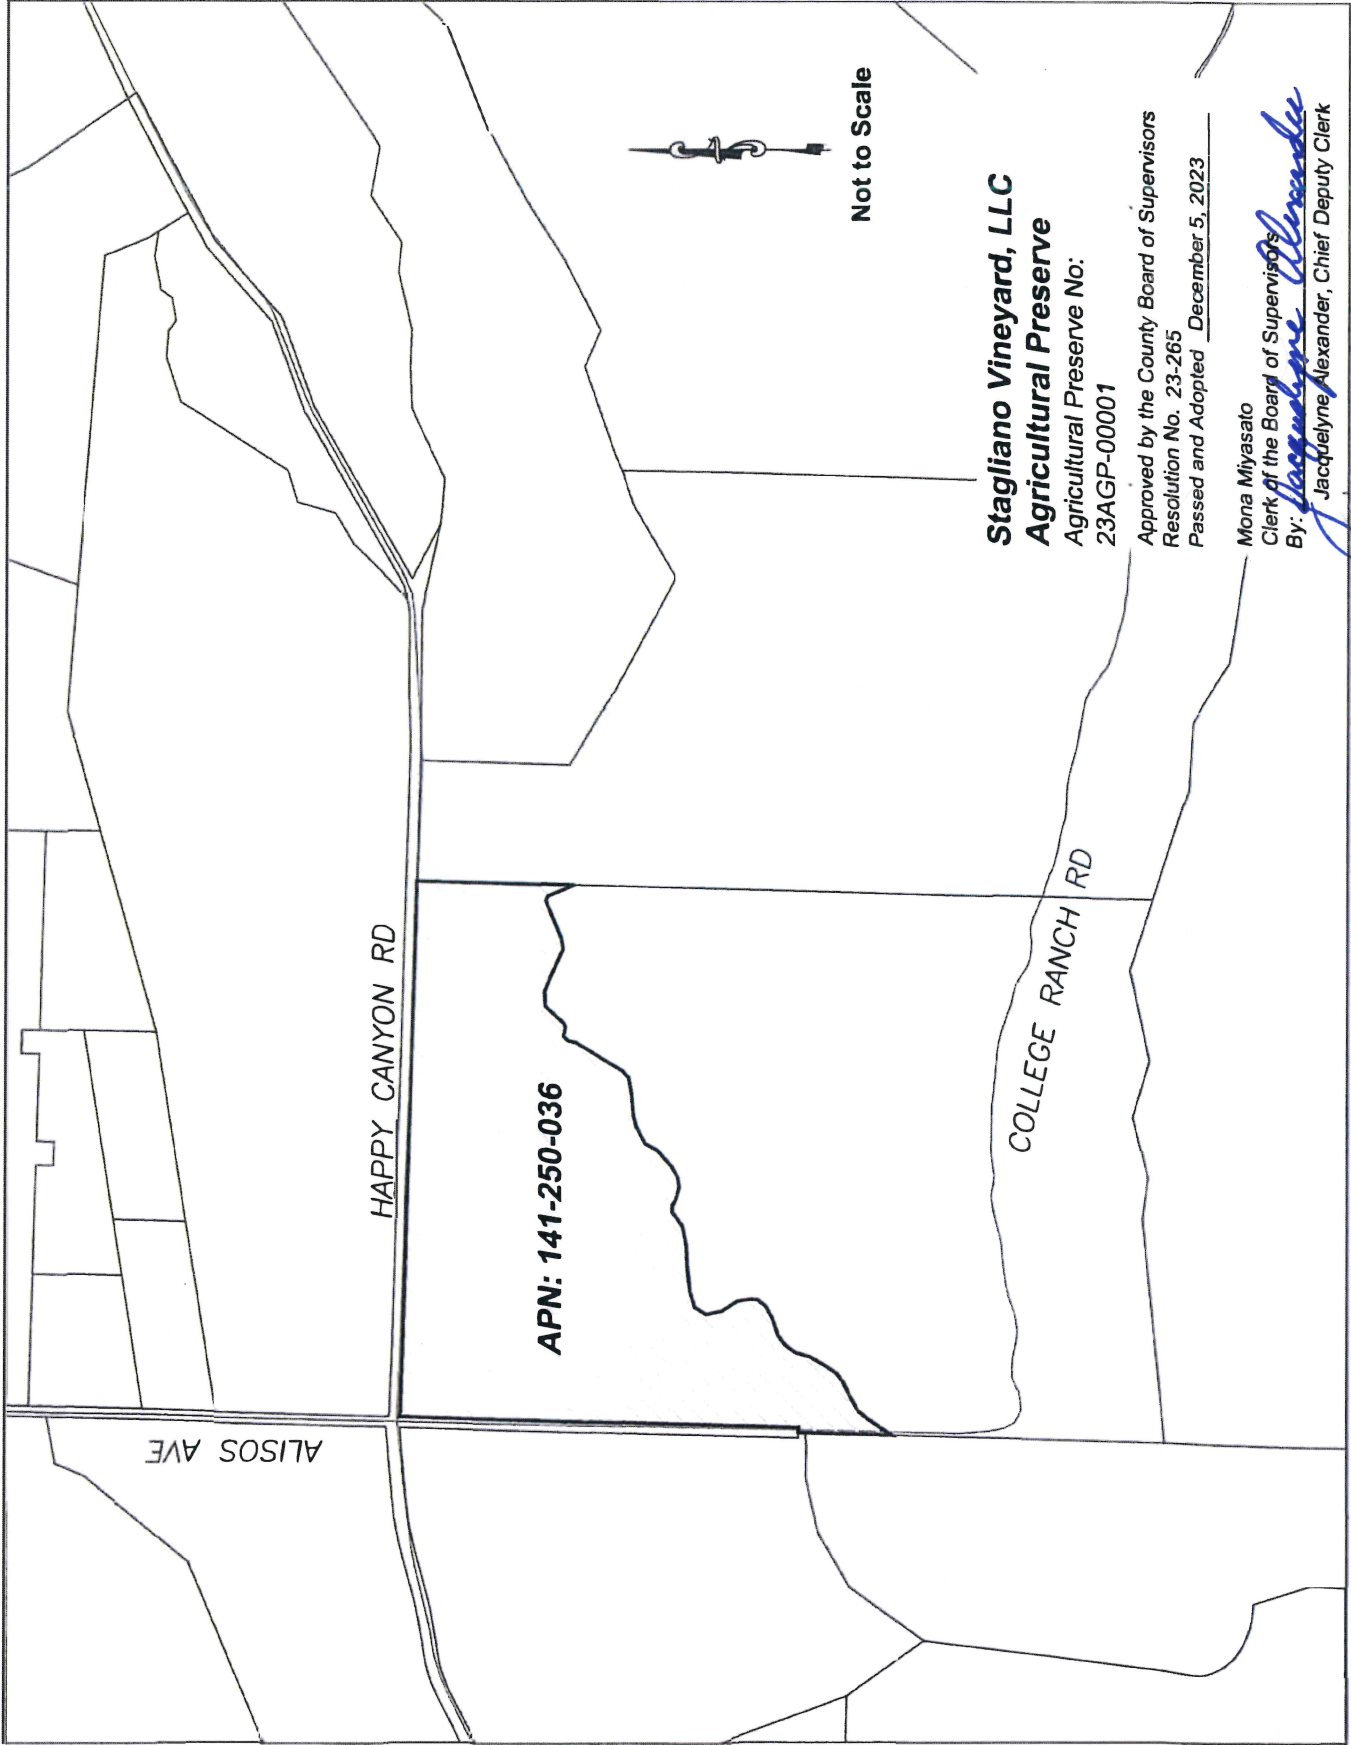 ALISOS AVE
HAPPY CANYON RD
APN: 141-250-036
COLLEGE RANCH RD
Not to Scale
Stagliano Vineyard, LLC
Agricultural Preserve
Agricultural Preserve No:
23AGP-00001
Approved by the County Board of Supervisors
Resolution No. 23-265
Passed and Adopted December 5, 2023
Mona Miyasato
Clerk of the Board of Supervisors
By: Jacquelyne Alexander
Jacquelyne Alexander, Chief Deputy Clerk